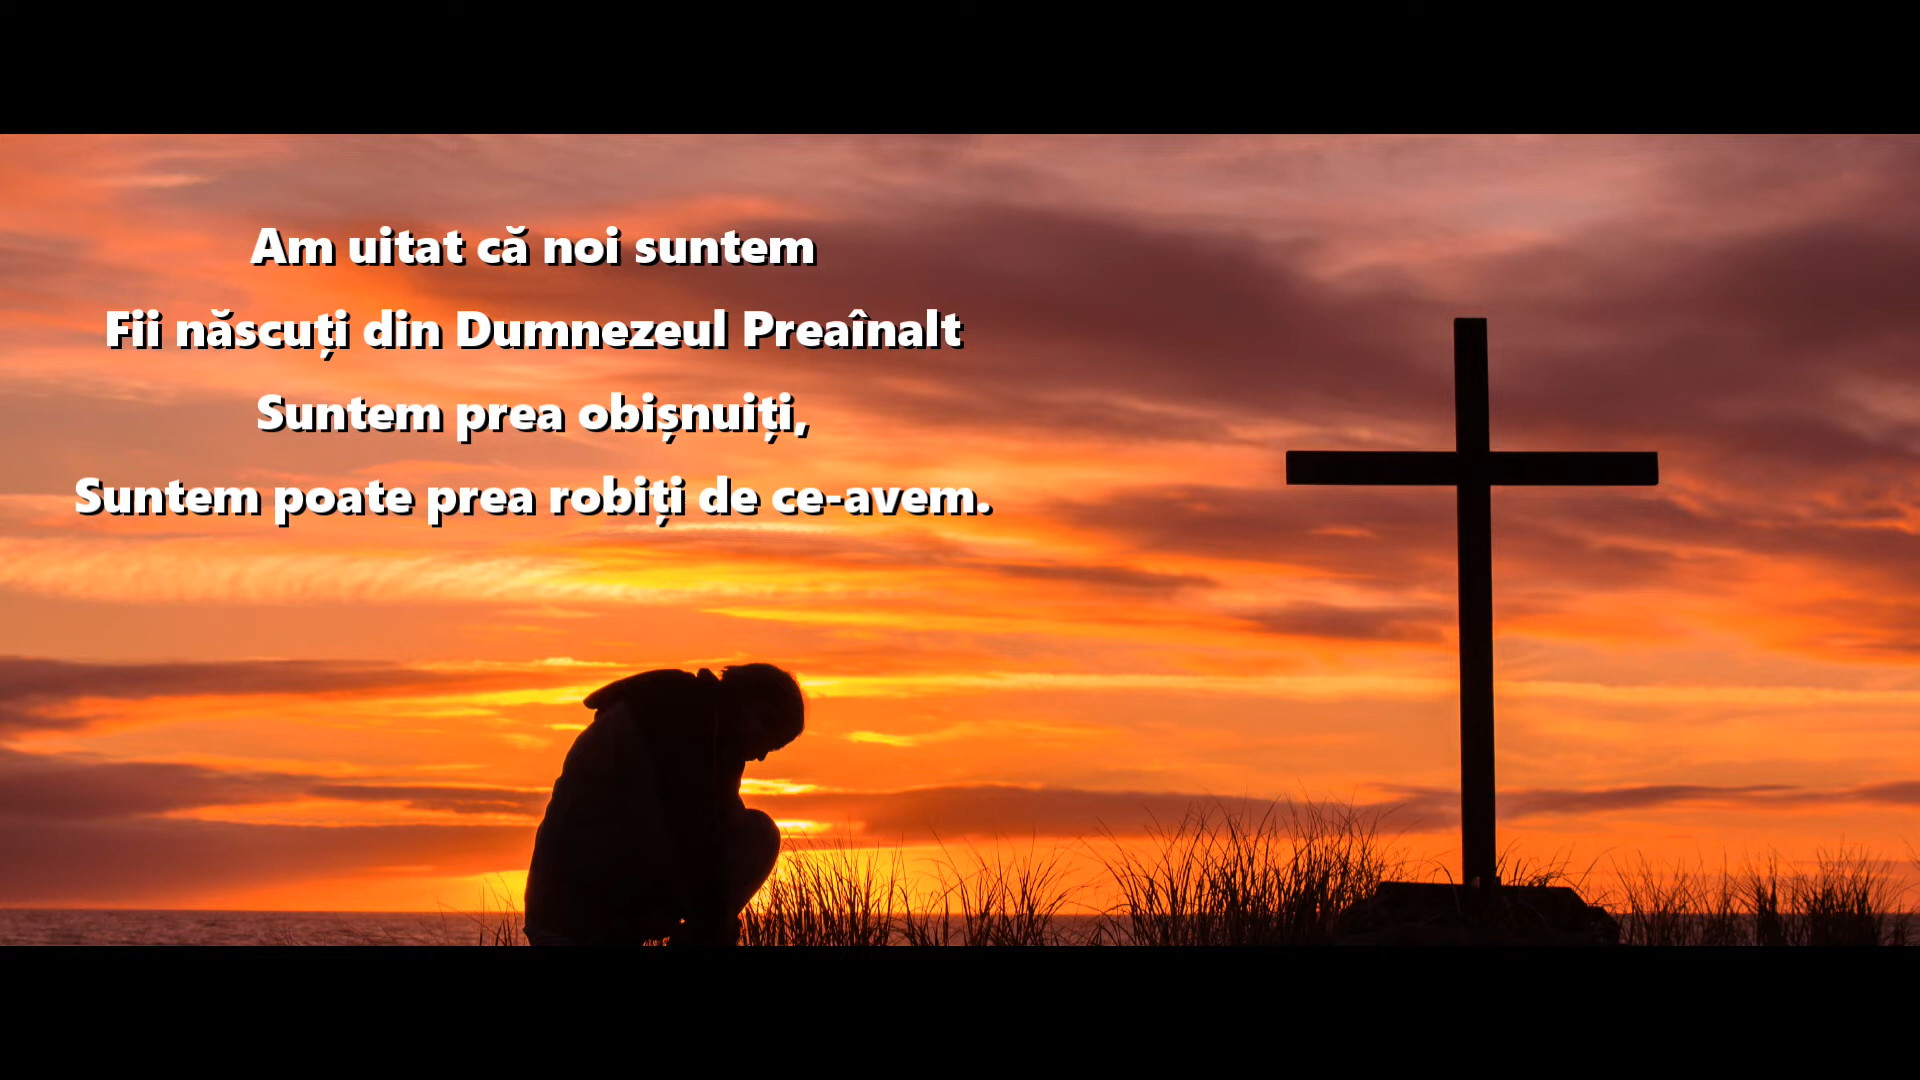 Am uitat că noi suntem
Fii născuți din Dumnezeul Preaînalt
Suntem prea obișnuiți,
Suntem poate prea robiți de ce-avem.